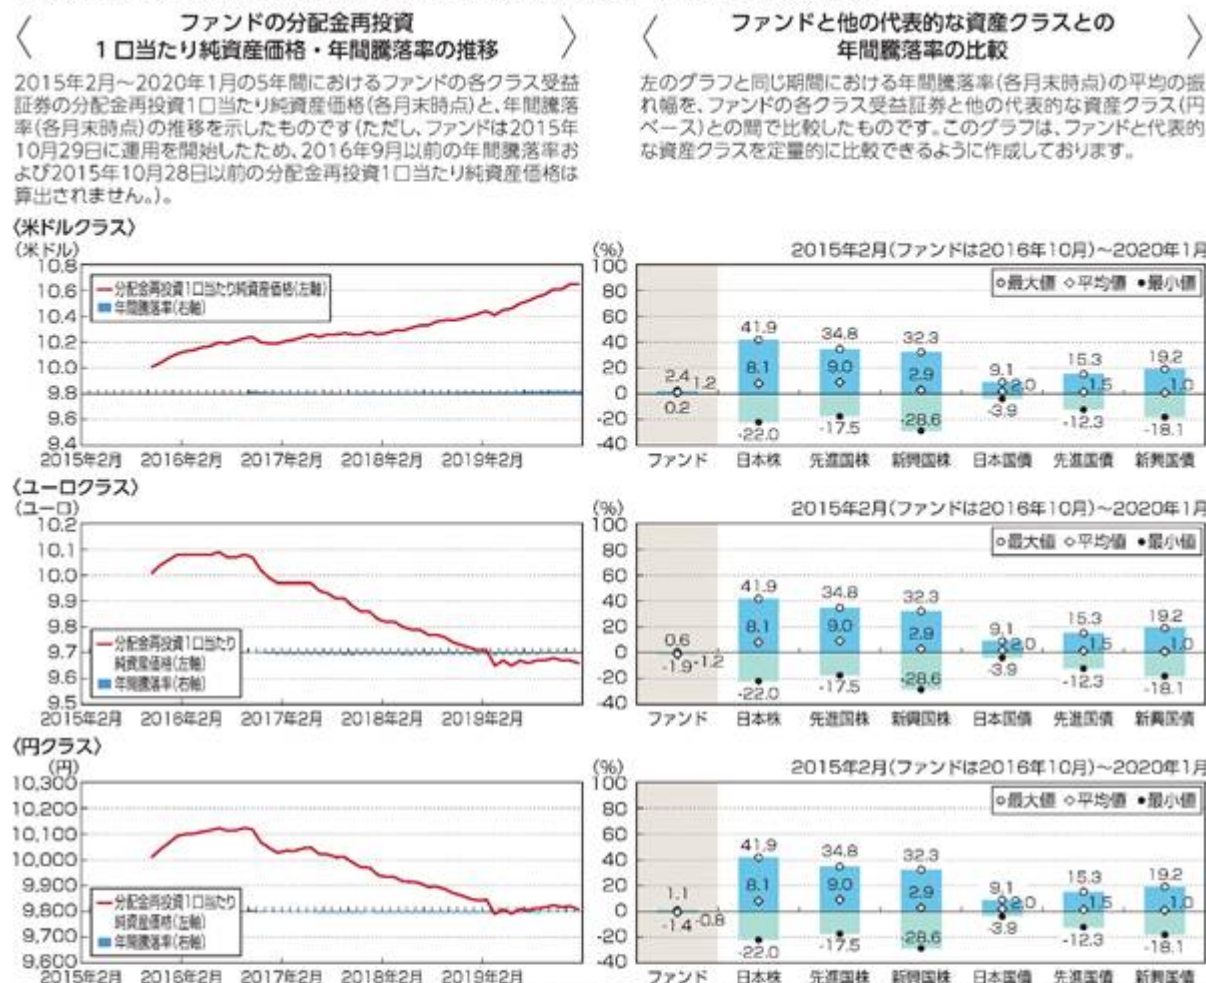 ファンドの分配金再投資
1口当たり純資産価格・年間騰落率の推移
2015年2月〜2020年1月の5年間におけるファンドの各クラス受益
証券の分配金再投資1口当たり純資産価格(各月末時点)と、年間騰落
率(各月末時点)の推移を示したものです(ただし、ファンドは2015年
10月29日に運用を開始したため、2016年9月以前の年間騰落率お
よび2015年10月28日以前の分配金再投資1口当たり純資産価格は
算出されません。)。
ファンドと他の代表的な資産クラスとの
年間騰落率の比較
左のグラフと同じ期間における年間騰落率(各月末時点)の平均の振
れ幅を、ファンドの各クラス受益証券と他の代表的な資産クラス(円
ベース)との間で比較したものです。このグラフは、ファンドと代表的
な資産クラスを定量的に比較できるように作成しております。
〈米ドルクラス〉
(米ドル)
10.8
10.6
10.4
10.2
10.0
9.8
9.6
9.4
分配金再投資1口当たり純資産価格(左軸)
年間騰落率(右軸)
2015年2月 2016年2月 2017年2月 2018年2月 2019年2月
(%)
100
80
60
40
20
0
-20
-40
2015年2月(ファンドは2016年10月)〜2020年1月
○最大値 ◇平均値 ●最小値
2.4 1.2 0.2
41.9 8.1 -22.0
34.8 9.0 -17.5
32.3 2.9 -28.6
9.1 2.0 -3.9
15.3 1.5 -12.3
19.2 1.0 -18.1
ファンド 日本株 先進国株 新興国株 日本国債 先進国債 新興国債
〈ユーロクラス〉
(ユーロ)
10.2
10.1
10.0
9.9
9.8
9.7
9.6
9.5
分配金再投資1口当たり
純資産価格(左軸)
年間騰落率(右軸)
2015年2月 2016年2月 2017年2月 2018年2月 2019年2月
(%)
100
80
60
40
20
0
-20
-40
2015年2月(ファンドは2016年10月)〜2020年1月
○最大値 ◇平均値 ●最小値
0.6 -1.2 -1.9
41.9 8.1 -22.0
34.8 9.0 -17.5
32.3 2.9 -28.6
9.1 2.0 -3.9
15.3 1.5 -12.3
19.2 1.0 -18.1
ファンド 日本株 先進国株 新興国株 日本国債 先進国債 新興国債
〈円クラス〉
(円)
10,300
10,200
10,100
10,000
9,900
9,800
9,700
9,600
分配金再投資1口当たり
純資産価格(左軸)
年間騰落率(右軸)
2015年2月 2016年2月 2017年2月 2018年2月 2019年2月
(%)
100
80
60
40
20
0
-20
-40
2015年2月(ファンドは2016年10月)〜2020年1月
○最大値 ◇平均値 ●最小値
1.1 -0.8 -1.4
41.9 8.1 -22.0
34.8 9.0 -17.5
32.3 2.9 -28.6
9.1 2.0 -3.9
15.3 1.5 -12.3
19.2 1.0 -18.1
ファンド 日本株 先進国株 新興国株 日本国債 先進国債 新興国債